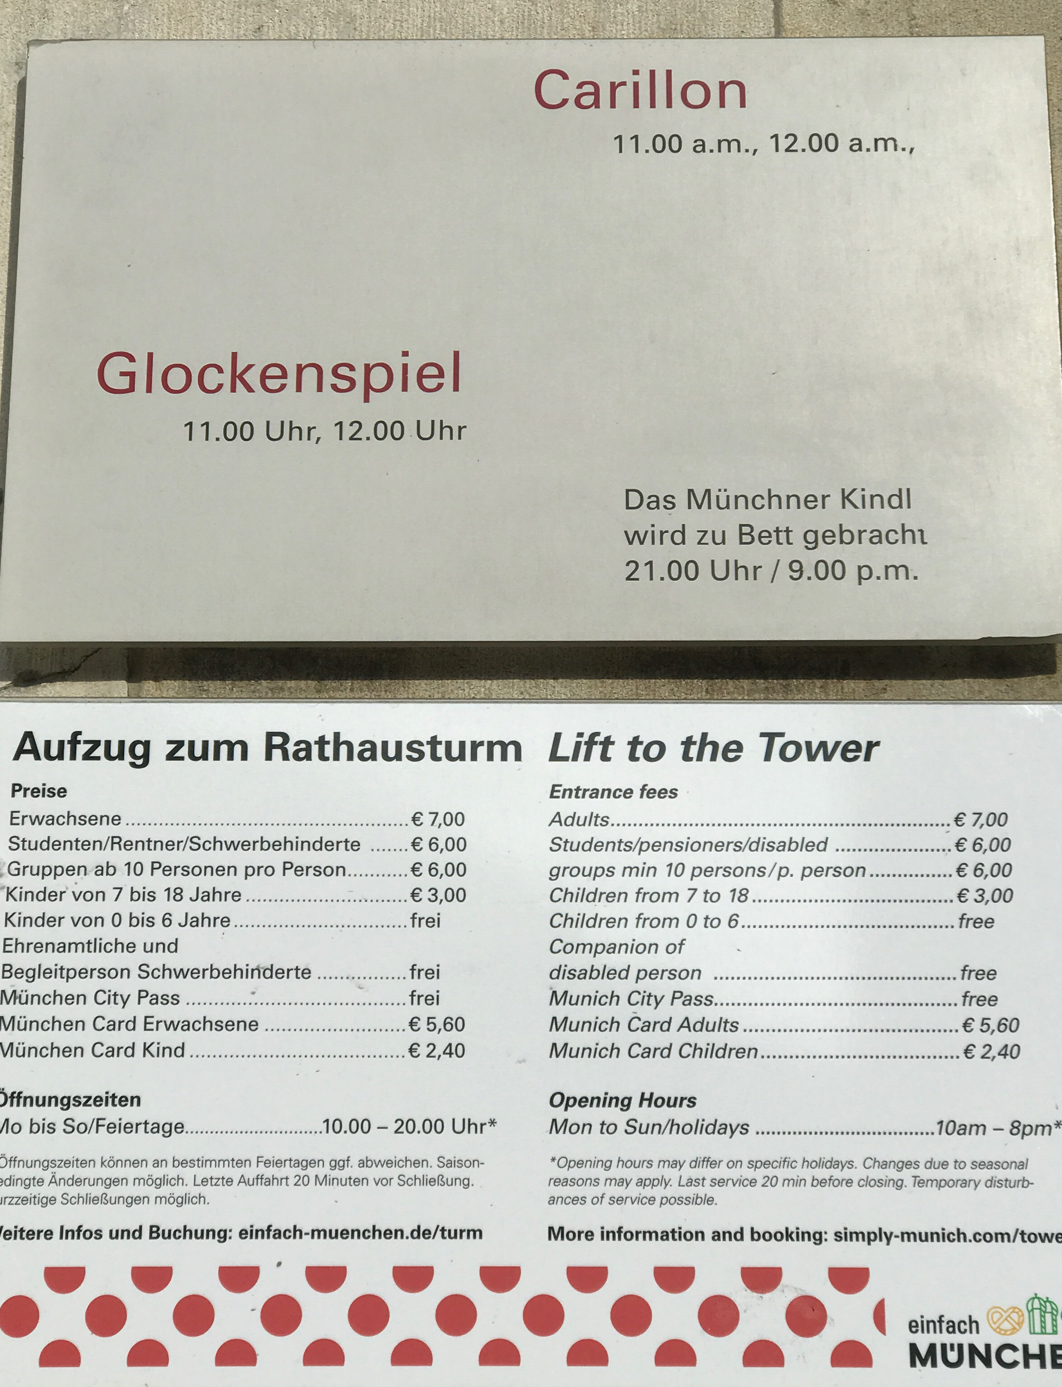 Carillon
11.00 a.m., 12.00 a.m.,
Glockenspiel
11.00 Uhr, 12.00 Uhr
Das Münchner Kindl
wird zu Bett gebracht
21.00 Uhr / 9.00 p.m.
Aufzug zum Rathausturm
Preise
Erwachsene........................................€ 7,00
Studenten/Rentner/Schwerbehinderte ......€ 6,00
Gruppen ab 10 Personen pro Person..........€ 6,00
Kinder von 7 bis 18 Jahre..........................€ 3,00
Kinder von 0 bis 6 Jahre............................frei
Ehrenamtliche und
Begleitperson Schwerbehinderte ..............frei
München City Pass ...................................frei
München Card Erwachsene ......................€ 5,60
München Card Kind..................................€ 2,40
Öffnungszeiten
Mo bis So/Feiertage......................10.00 – 20.00 Uhr*
Öffnungszeiten können an bestimmten Feiertagen ggf. abweichen. Saison-
edingte Änderungen möglich. Letzte Auffahrt 20 Minuten vor Schließung.
urzzeitige Schließungen möglich.
Weitere Infos und Buchung: einfach-muenchen.de/turm
Lift to the Tower
Entrance fees
Adults......................................................€ 7,00
Students/pensioners/disabled ..................€ 6,00
groups min 10 persons/p. person..............€ 6,00
Children from 7 to 18................................€ 3,00
Children from 0 to 6..................................free
Companion of
disabled person .......................................free
Munich City Pass.......................................free
Munich Card Adults...................................€ 5,60
Munich Card Children................................€ 2,40
Opening Hours
Mon to Sun/holidays .............................10am – 8pm*
*Opening hours may differ on specific holidays. Changes due to seasonal
reasons may apply. Last service 20 min before closing. Temporary disturb-
ances of service possible.
More information and booking: simply-munich.com/towe
einfach
MÜNCHE